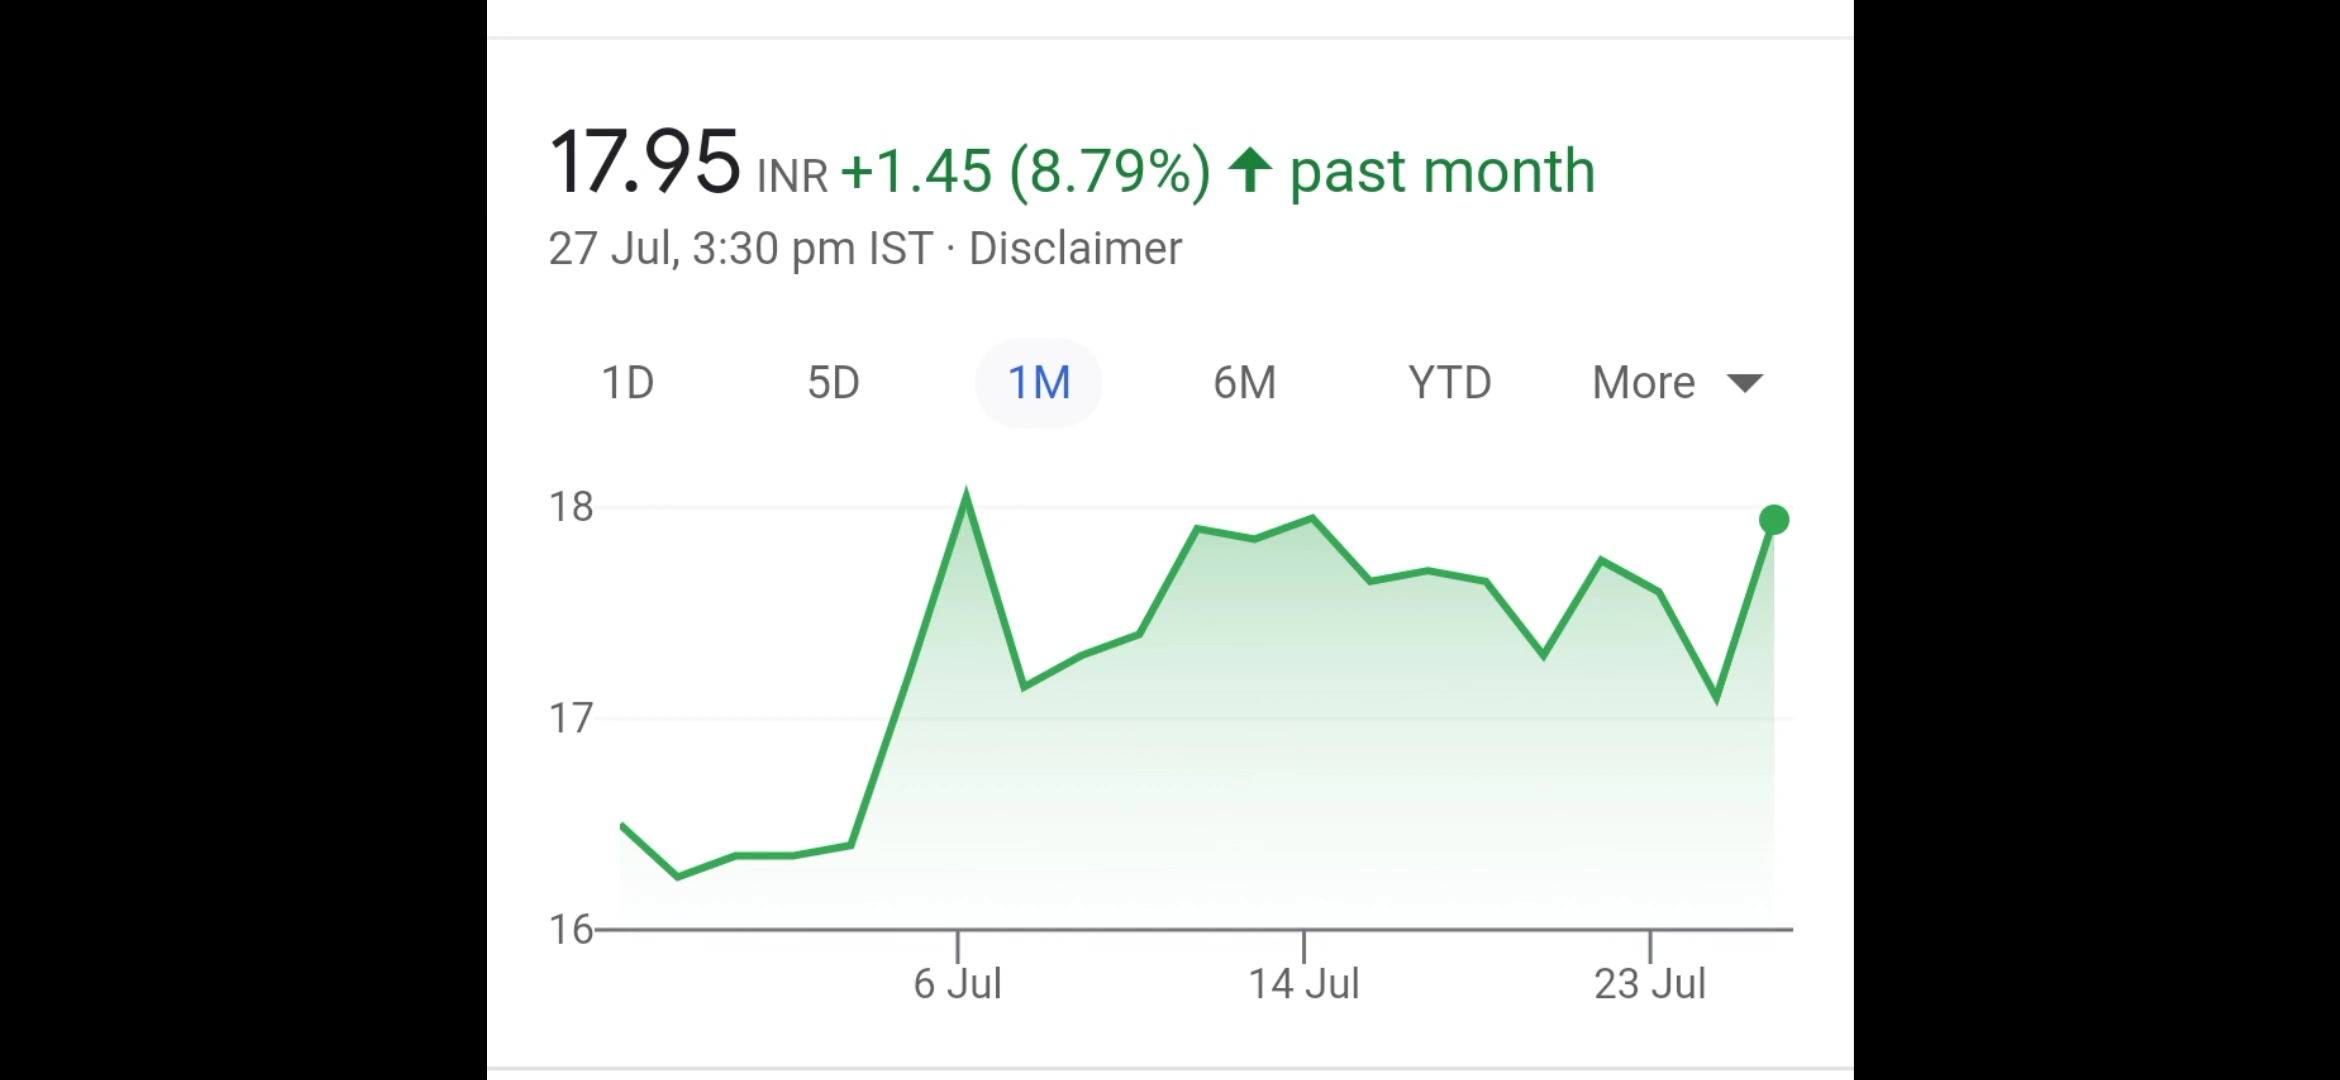 17.95 INR +1.45 (8.79%) ↑ past month
27 Jul, 3:30 pm IST · Disclaimer
1D 5D 1M 6M YTD More
18
17
16
6 Jul 14 Jul 23 Jul